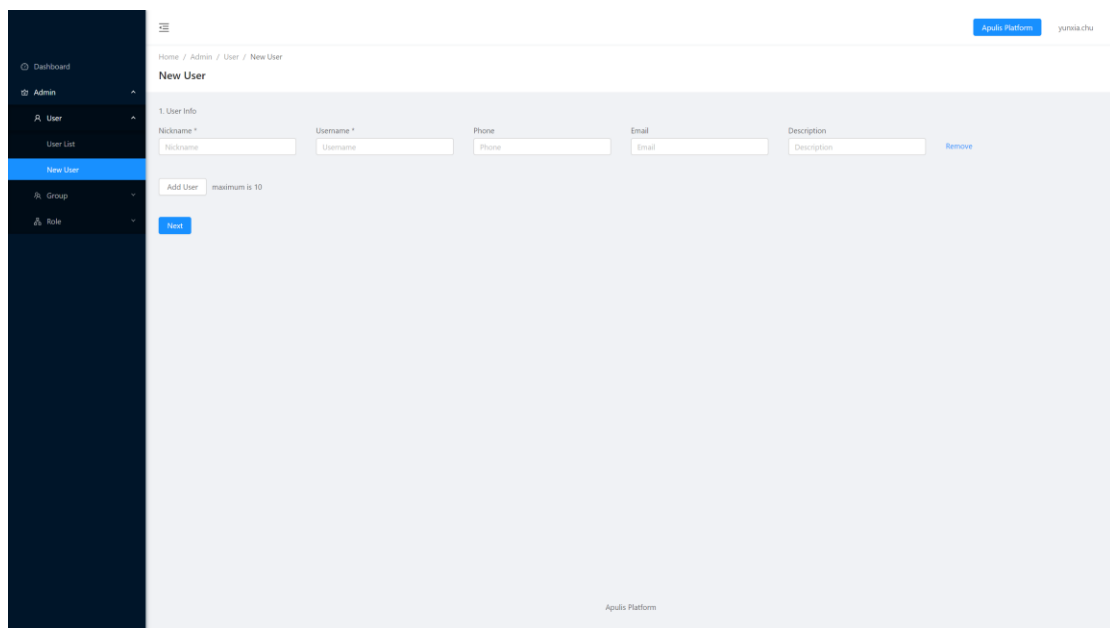 Apulis Platform yunxia.chu
Dashboard
Admin
User
User List
New User
Group
Role
Home / Admin / User / New User
New User
1. User Info
Nickname * Username * Phone Email Description
Nickname Username Phone Email Description Remove
Add User maximum is 10
Next
Apulis Platform